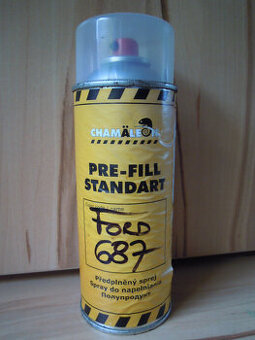 CHAMÄLEON
PRE-FILL
STANDART
FORD
687
Předplněný sprej
Spray do napełniania
Полупродукт